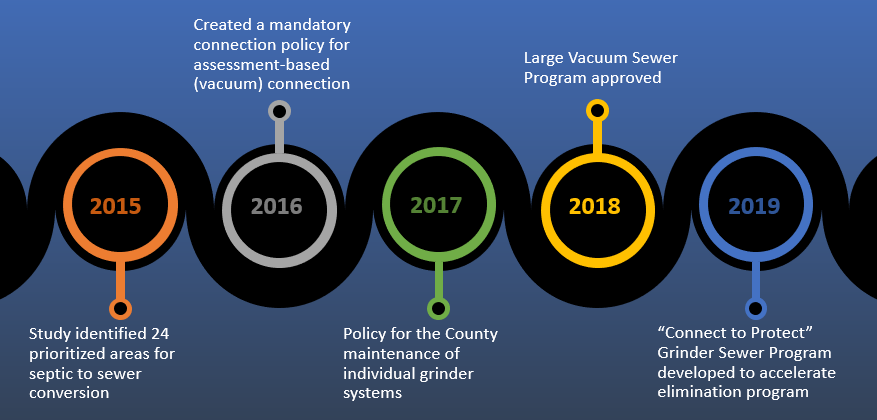 Created a mandatory
connection policy for
assessment-based
(vacuum) connection
Large Vacuum Sewer
Program approved
2015
2016
2017
2018
2019
Study identified 24
prioritized areas for
septic to sewer
conversion
Policy for the County
maintenance of
individual grinder
systems
“Connect to Protect”
Grinder Sewer Program
developed to accelerate
elimination program